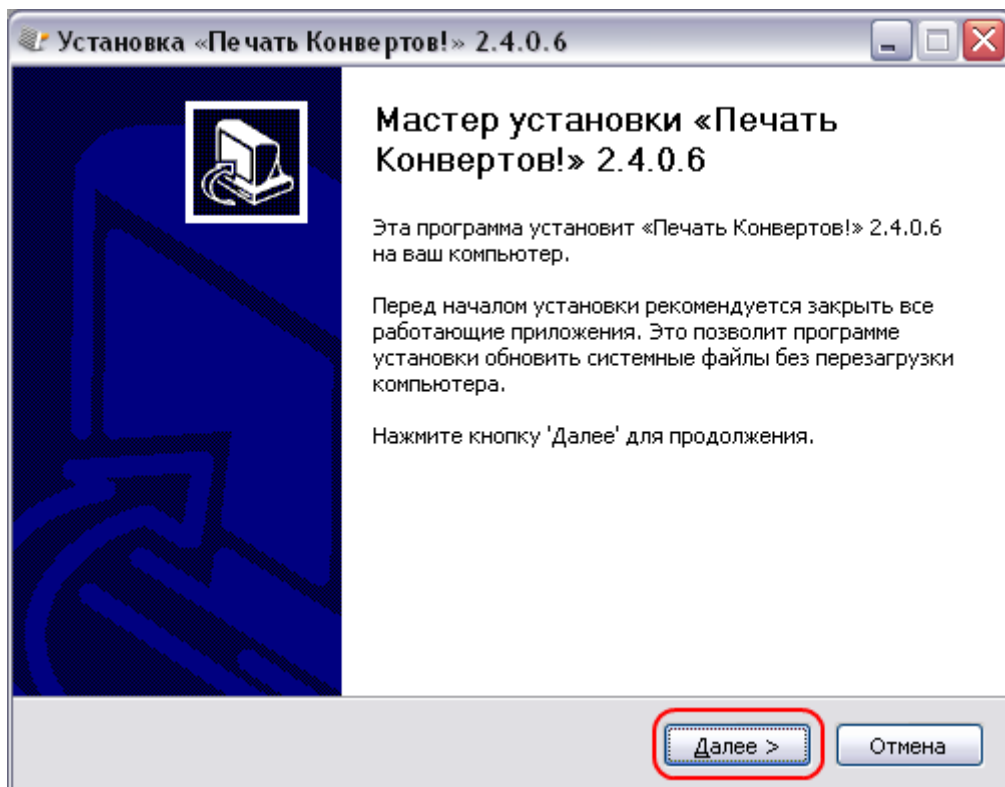 Установка «Печать Конвертов!» 2.4.0.6
Мастер установки «Печать
Конвертов!» 2.4.0.6
Эта программа установит «Печать Конвертов!» 2.4.0.6
на ваш компьютер.
Перед началом установки рекомендуется закрыть все
работающие приложения. Это позволит программе
установки обновить системные файлы без перезагрузки
компьютера.
Нажмите кнопку 'Далее' для продолжения.
Далее >
Отмена